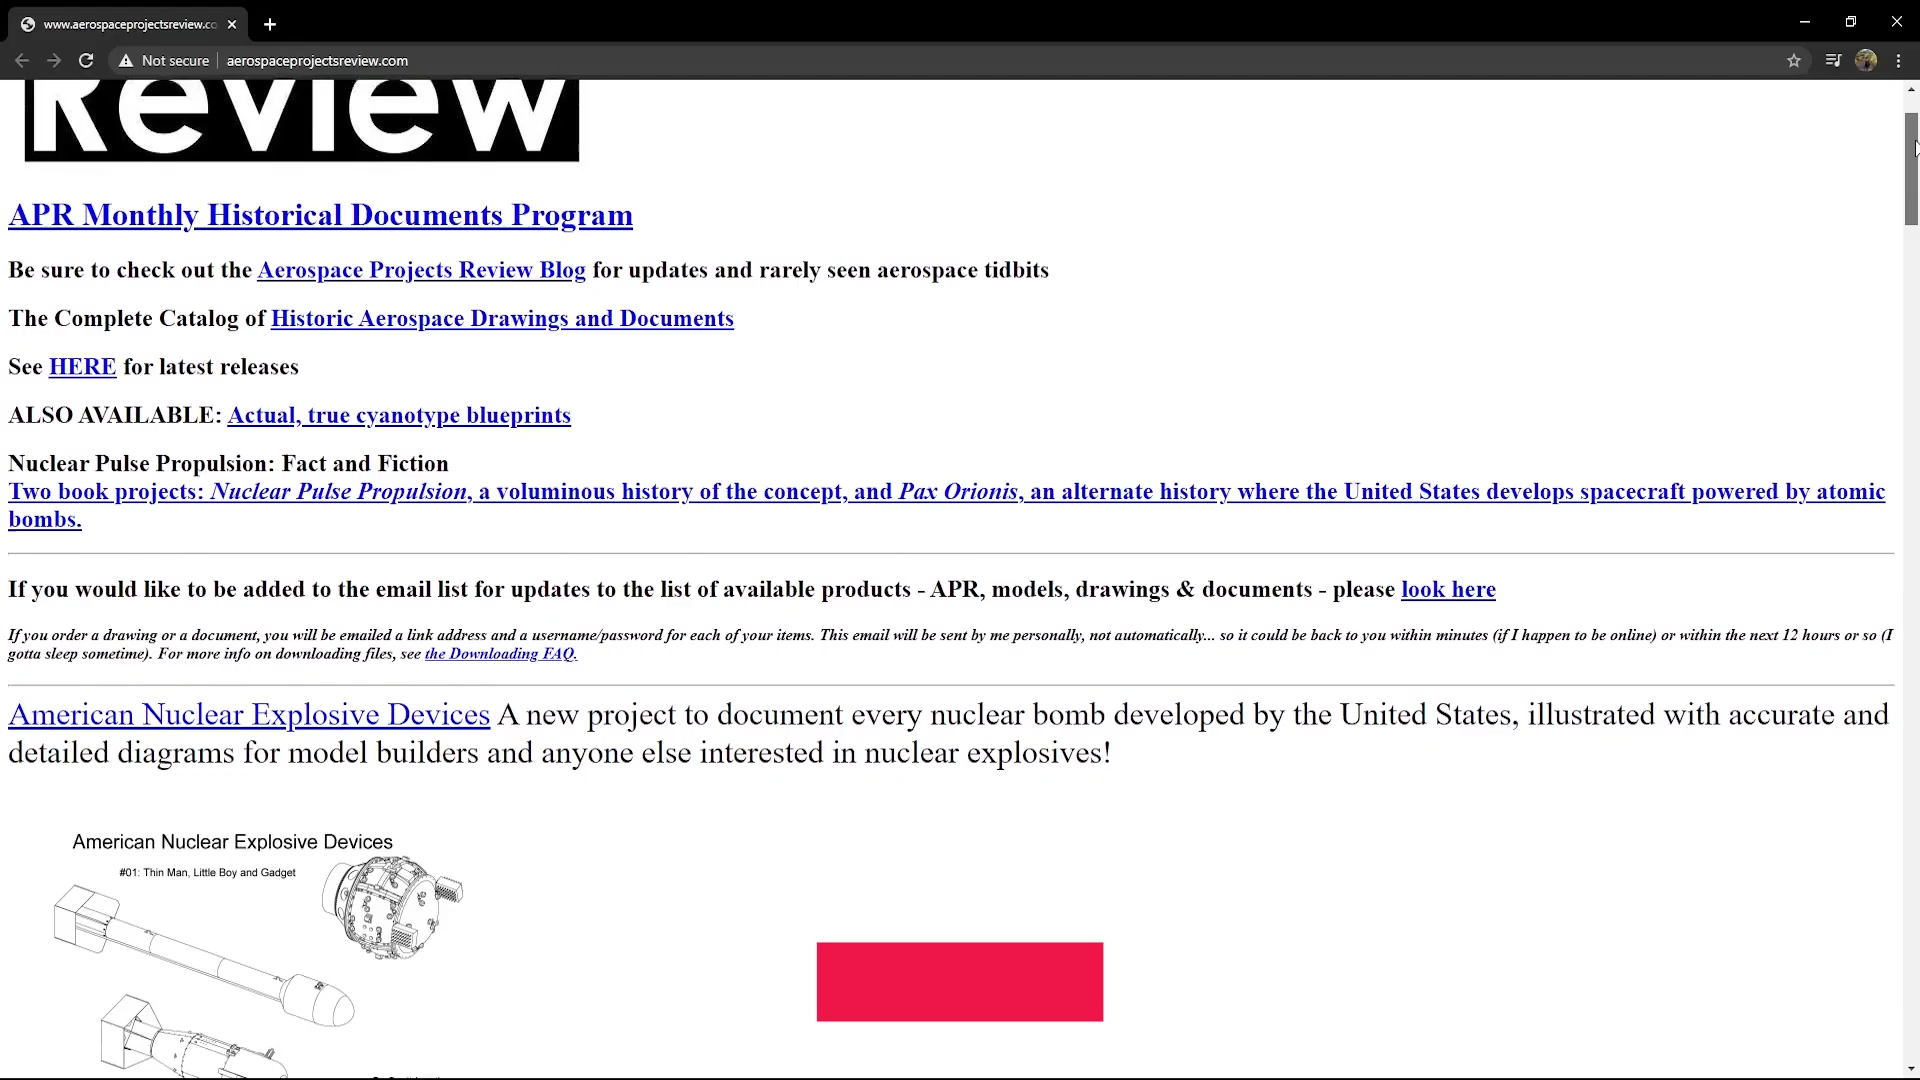 www.aerospaceprojectsreview.co
Not secure
aerospaceprojectsreview.com
Review
APR Monthly Historical Documents Program
Be sure to check out the Aerospace Projects Review Blog for updates and rarely seen aerospace tidbits
The Complete Catalog of Historic Aerospace Drawings and Documents
See HERE for latest releases
ALSO AVAILABLE: Actual, true cyanotype blueprints
Nuclear Pulse Propulsion: Fact and Fiction
Two book projects: Nuclear Pulse Propulsion, a voluminous history of the concept, and Pax Orionis, an alternate history where the United States develops spacecraft powered by atomic
bombs.
If you would like to be added to the email list for updates to the list of available products - APR, models, drawings & documents - please look here
If you order a drawing or a document, you will be emailed a link address and a username/password for each of your items. This email will be sent by me personally, not automatically... so it could be back to you within minutes (if I happen to be online) or within the next 12 hours or so (I
gotta sleep sometime). For more info on downloading files, see the Downloading FAQ.
American Nuclear Explosive Devices A new project to document every nuclear bomb developed by the United States, illustrated with accurate and
detailed diagrams for model builders and anyone else interested in nuclear explosives!
American Nuclear Explosive Devices
#01: Thin Man, Little Boy and Gadget